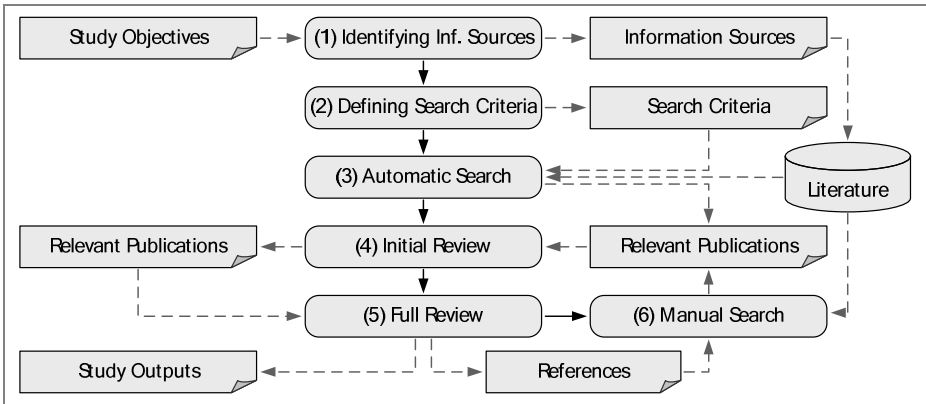 Study Objectives
(1) Identifying Inf. Sources
Information Sources
(2) Defining Search Criteria
Search Criteria
(3) Automatic Search
Literature
Relevant Publications
(4) Initial Review
Relevant Publications
(5) Full Review
(6) Manual Search
Study Outputs
References